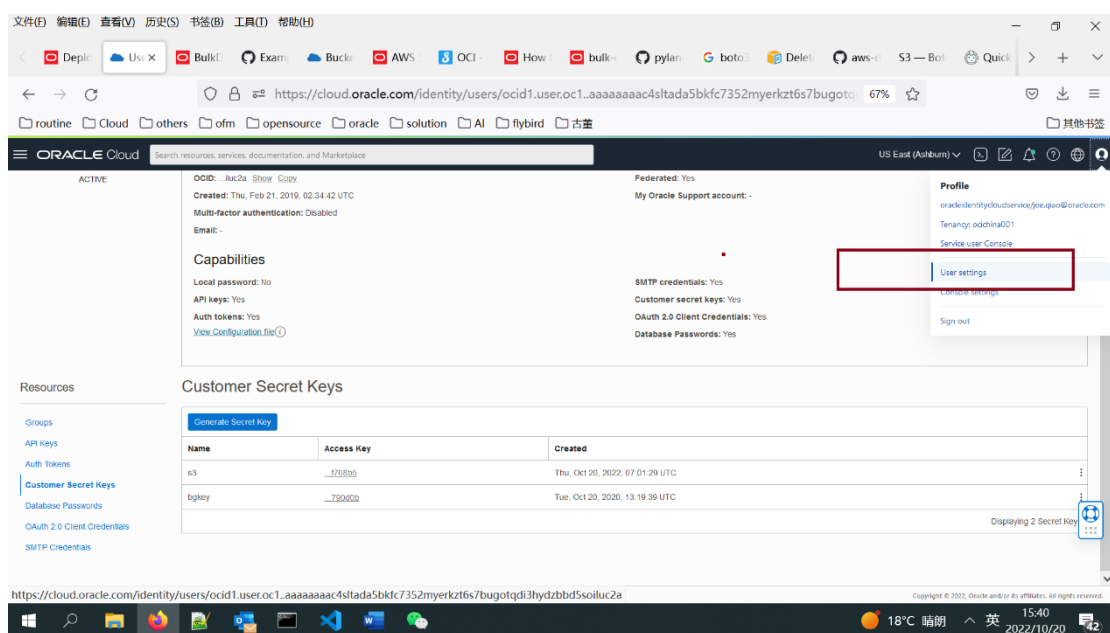 文件(F) 编辑(E) 查看(V) 历史(S) 书签(B) 工具(T) 帮助(H)
Deplo Use BulkD Exam Bucke AWS OCI - How bulk- pylan boto3 Delet aws-c S3 — Bot Quick
https://cloud.oracle.com/identity/users/ocid1.user.oc1..aaaaaaaac4sltada5bkfc7352myerkzt6s7bugotq 67%
routine Cloud others ofm opensource oracle solution AI flybird 古董 其他书签
ORACLE Cloud Search resources, services, documentation, and Marketplace US East (Ashburn)
ACTIVE
OCID: ...iluc2a Show Copy
Federated: Yes
Created: Thu, Feb 21, 2019, 02:34:42 UTC
My Oracle Support account: -
Multi-factor authentication: Disabled
Email: -
Capabilities
Local password: No
SMTP credentials: Yes
API keys: Yes
Customer secret keys: Yes
Auth tokens: Yes
OAuth 2.0 Client Credentials: Yes
View Configuration file
Database Passwords: Yes
Profile
oracleidentitycloudservice/joe.qiao@oracle.com
Tenancy: ocichina001
Service user Console
User settings
Console settings
Sign out
Resources
Groups
API Keys
Auth Tokens
Customer Secret Keys
Database Passwords
OAuth 2.0 Client Credentials
SMTP Credentials
Customer Secret Keys
Generate Secret Key
Name Access Key Created
s3 ...f708b5 Thu, Oct 20, 2022, 07:01:29 UTC
bgkey ...790d0b Tue, Oct 20, 2020, 13:19:39 UTC
Displaying 2 Secret Key
https://cloud.oracle.com/identity/users/ocid1.user.oc1..aaaaaaaac4sltada5bkfc7352myerkzt6s7bugotqdi3hydzbbd5soiluc2a
Copyright © 2022, Oracle and/or its affiliates. All rights reserved.
18°C 晴朗 英 15:40
2022/10/20 42